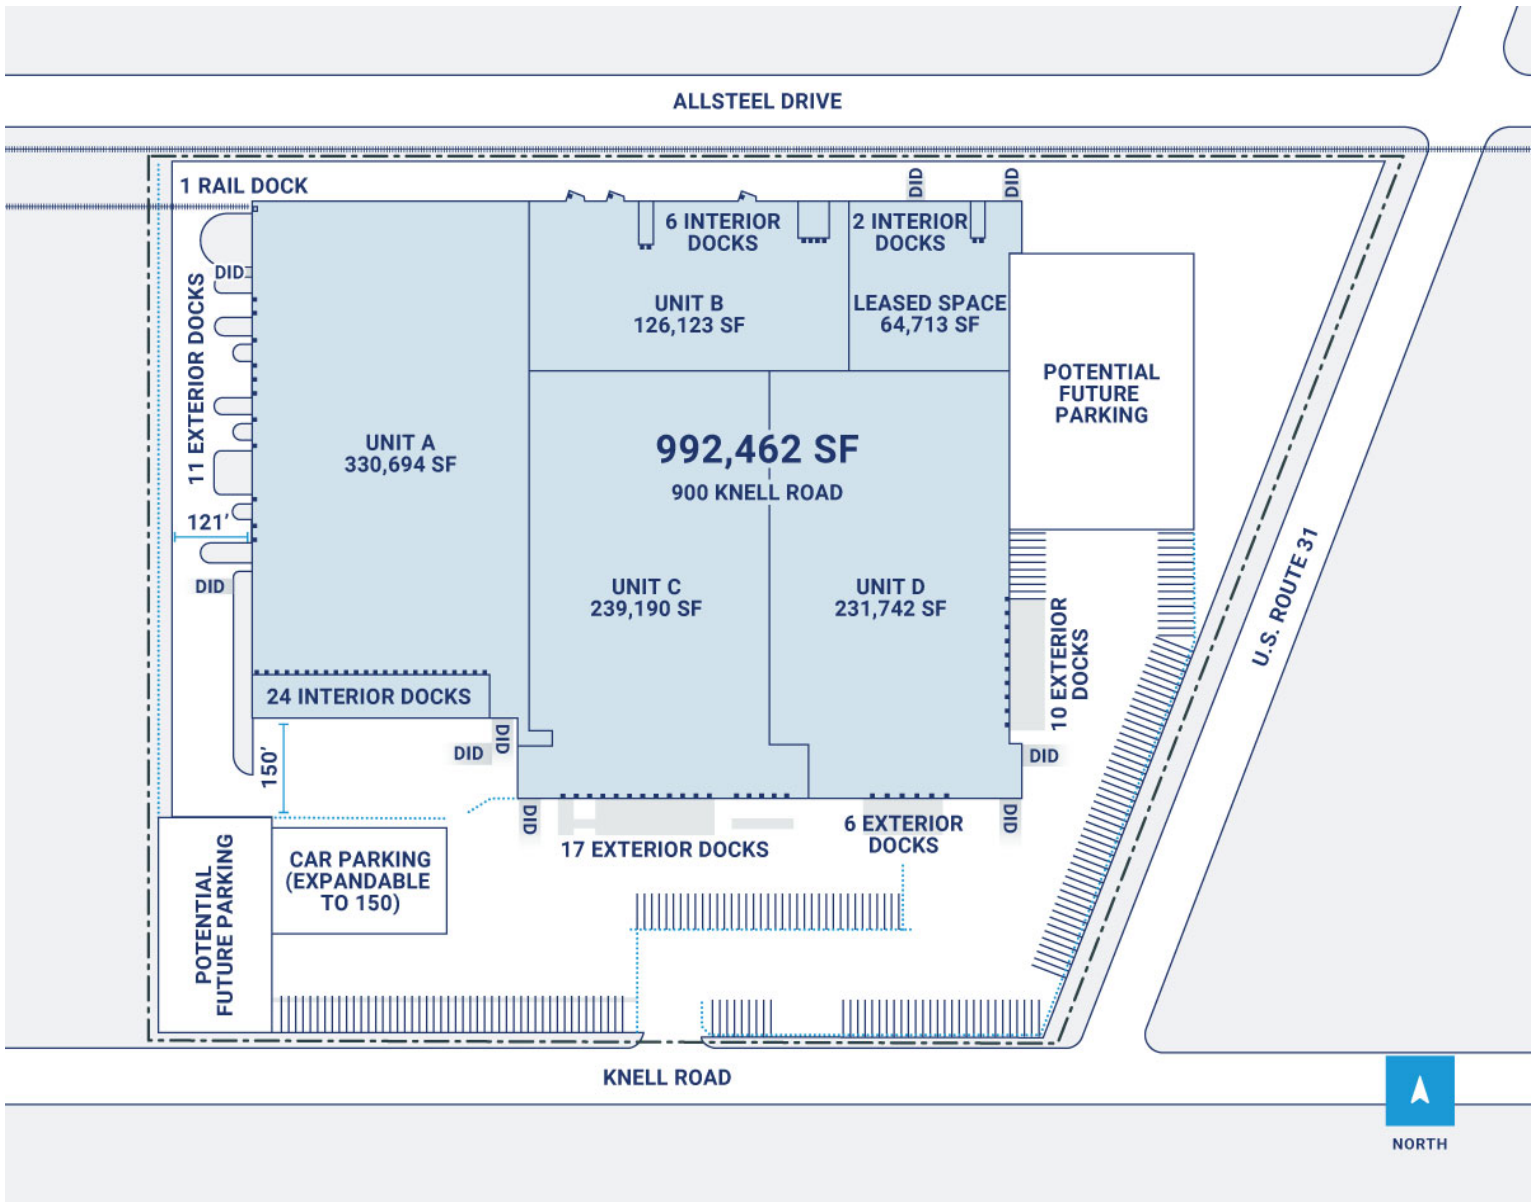 ALLSTEEL DRIVE
1 RAIL DOCK
DID
DID
6 INTERIOR
DOCKS
2 INTERIOR
DOCKS
DID
11 EXTERIOR DOCKS
UNIT B
126,123 SF
LEASED SPACE
64,713 SF
POTENTIAL
FUTURE
PARKING
UNIT A
330,694 SF
992,462 SF
900 KNELL ROAD
121'
DID
UNIT C
239,190 SF
UNIT D
231,742 SF
U.S. ROUTE 31
10 EXTERIOR
DOCKS
24 INTERIOR DOCKS
DID
DID
150'
DID
DID
DID
17 EXTERIOR DOCKS
6 EXTERIOR
DOCKS
POTENTIAL
FUTURE PARKING
CAR PARKING
(EXPANDABLE
TO 150)
KNELL ROAD
NORTH